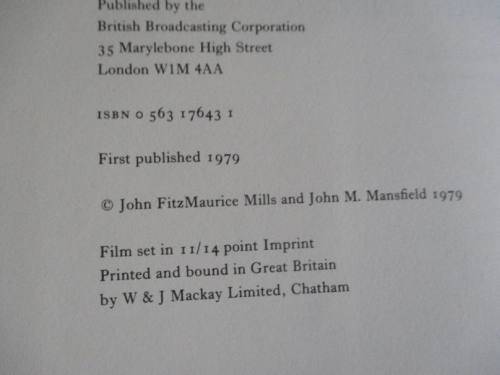 Published by the
British Broadcasting Corporation
35 Marylebone High Street
London W1M 4AA
ISBN 0 563 17643 1
First published 1979
© John FitzMaurice Mills and John M. Mansfield 1979
Film set in 11/14 point Imprint
Printed and bound in Great Britain
by W & J Mackay Limited, Chatham